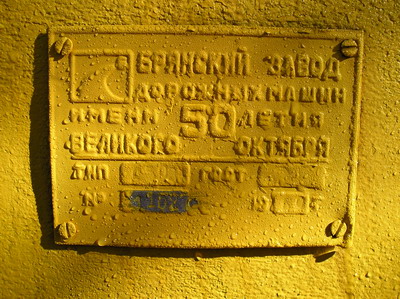 БРЯНСКИЙ ЗАВОД
ДОРОЖНЫХ МАШИН
ИМЕНИ 50 ЛЕТИЯ
ВЕЛИКОГО ОКТЯБРЯ
ТИП ГОСТ
№ 19 Г